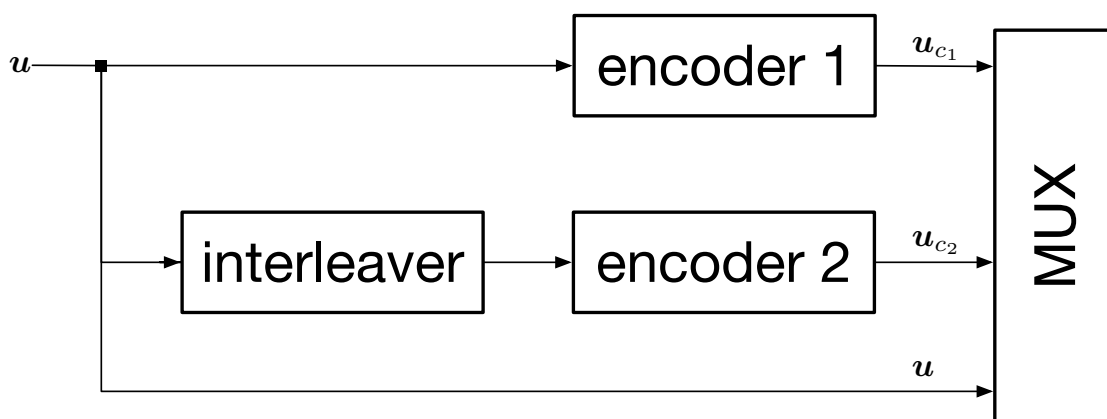 u encoder 1 u_{c_1}
interleaver encoder 2 u_{c_2}
u
MUX